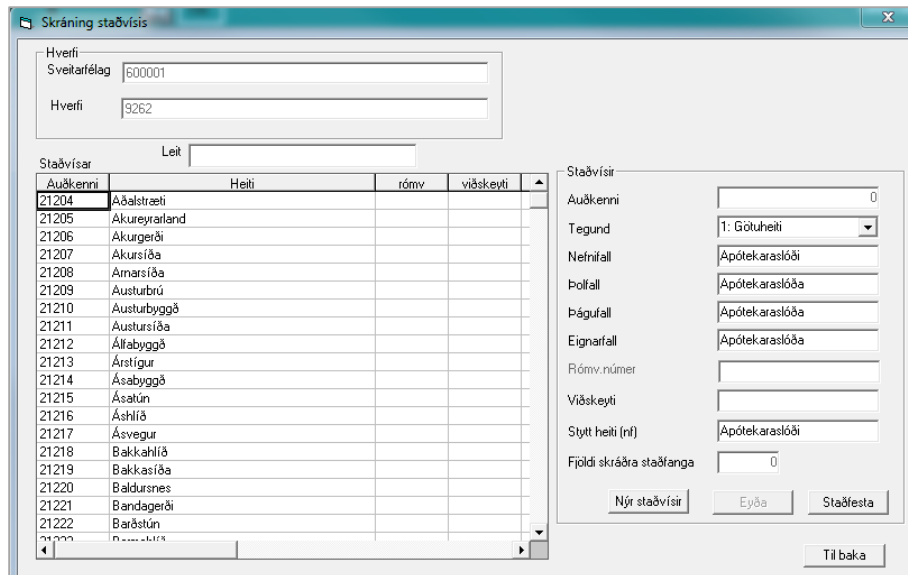 Skráning staðvísis
x
Hverfi
Sveitarfélag 600001
Hverfi 9262
Leit
Staðvísar
Auðkenni Heiti rómv viðskeyti
21204 Aðalstræti
21205 Akureyrarland
21206 Akurgerði
21207 Akursíða
21208 Arnarsíða
21209 Austurbrú
21210 Austurbyggð
21211 Austursíða
21212 Álfabyggð
21213 Árstígur
21214 Ásabyggð
21215 Ásatún
21216 Áshlíð
21217 Ásvegur
21218 Bakkahlíð
21219 Bakkasíða
21220 Baldursnes
21221 Bandagerði
21222 Barðstún
Staðvísir
Auðkenni 0
Tegund 1: Götuheiti
Nefnifall Apótekaraslóði
Þolfall Apótekaraslóða
Þágufall Apótekaraslóða
Eignarfall Apótekaraslóða
Rómv.númer
Viðskeyti
Stytt heiti (nf) Apótekaraslóði
Fjöldi skráðra staðfanga 0
Nýr staðvísir Eyða Staðfesta
Til baka